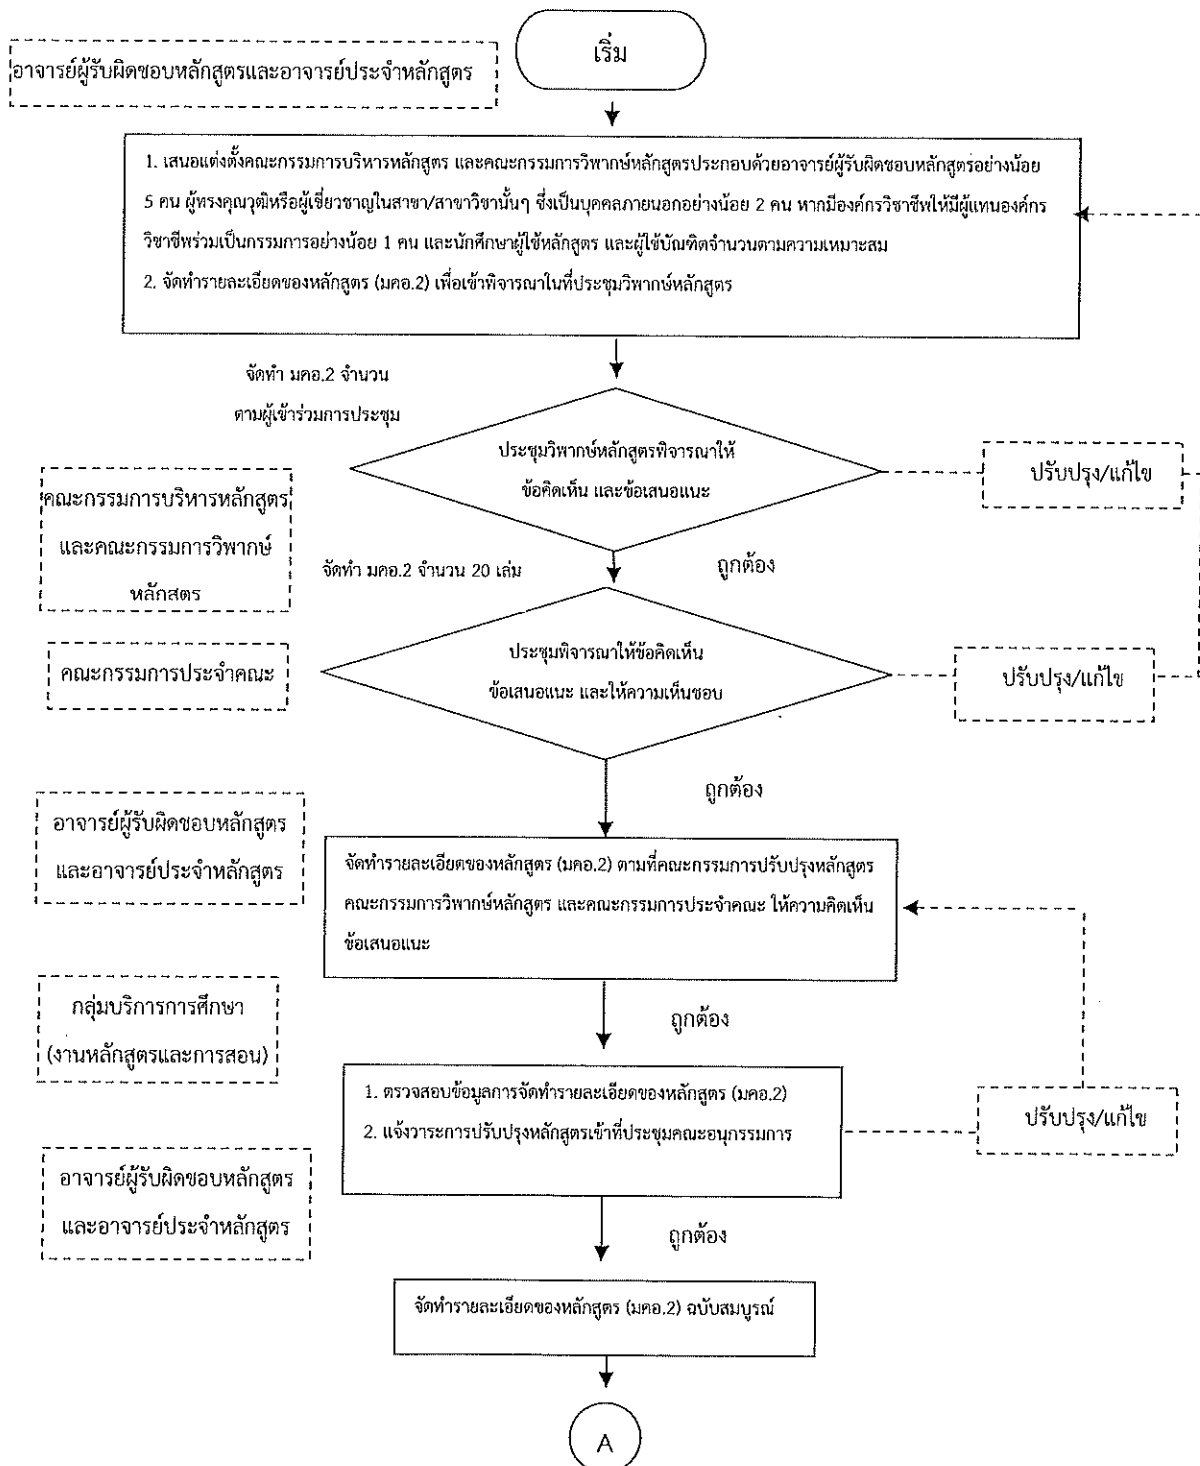 เริ่ม
อาจารย์ผู้รับผิดชอบหลักสูตรและอาจารย์ประจำหลักสูตร
1. เสนอแต่งตั้งคณะกรรมการบริหารหลักสูตร และคณะกรรมการวิพากษ์หลักสูตรประกอบด้วยอาจารย์ผู้รับผิดชอบหลักสูตรอย่างน้อย
5 คน ผู้ทรงคุณวุฒิหรือผู้เชี่ยวชาญในสาขา/สาขาวิชานั้นๆ ซึ่งเป็นบุคคลภายนอกอย่างน้อย 2 คน หากมีองค์กรวิชาชีพให้มีผู้แทนองค์กร
วิชาชีพร่วมเป็นกรรมการอย่างน้อย 1 คน และนักศึกษาผู้ใช้หลักสูตร และผู้ใช้บัณฑิตจำนวนตามความเหมาะสม
2. จัดทำรายละเอียดของหลักสูตร (มคอ.2) เพื่อเข้าพิจารณาในที่ประชุมวิพากษ์หลักสูตร
จัดทำ มคอ.2 จำนวน
ตามผู้เข้าร่วมการประชุม
ประชุมวิพากษ์หลักสูตรพิจารณาให้
ข้อคิดเห็น และข้อเสนอแนะ
ปรับปรุง/แก้ไข
คณะกรรมการบริหารหลักสูตร
และคณะกรรมการวิพากษ์
หลักสตร
จัดทำ มคอ.2 จำนวน 20 เล่ม
ถูกต้อง
คณะกรรมการประจำคณะ
ประชุมพิจารณาให้ข้อคิดเห็น
ข้อเสนอแนะ และให้ความเห็นชอบ
ปรับปรุง/แก้ไข
ถูกต้อง
อาจารย์ผู้รับผิดชอบหลักสูตร
และอาจารย์ประจำหลักสูตร
จัดทำรายละเอียดของหลักสูตร (มคอ.2) ตามที่คณะกรรมการปรับปรุงหลักสูตร
คณะกรรมการวิพากษ์หลักสูตร และคณะกรรมการประจำคณะ ให้ความคิดเห็น
ข้อเสนอแนะ
กลุ่มบริการการศึกษา
(งานหลักสูตรและการสอน)
ถูกต้อง
1. ตรวจสอบข้อมูลการจัดทำรายละเอียดของหลักสูตร (มคอ.2)
2. แจ้งวาระการปรับปรุงหลักสูตรเข้าที่ประชุมคณะอนุกรรมการ
ปรับปรุง/แก้ไข
อาจารย์ผู้รับผิดชอบหลักสูตร
และอาจารย์ประจำหลักสูตร
ถูกต้อง
จัดทำรายละเอียดของหลักสูตร (มคอ.2) ฉบับสมบูรณ์
A